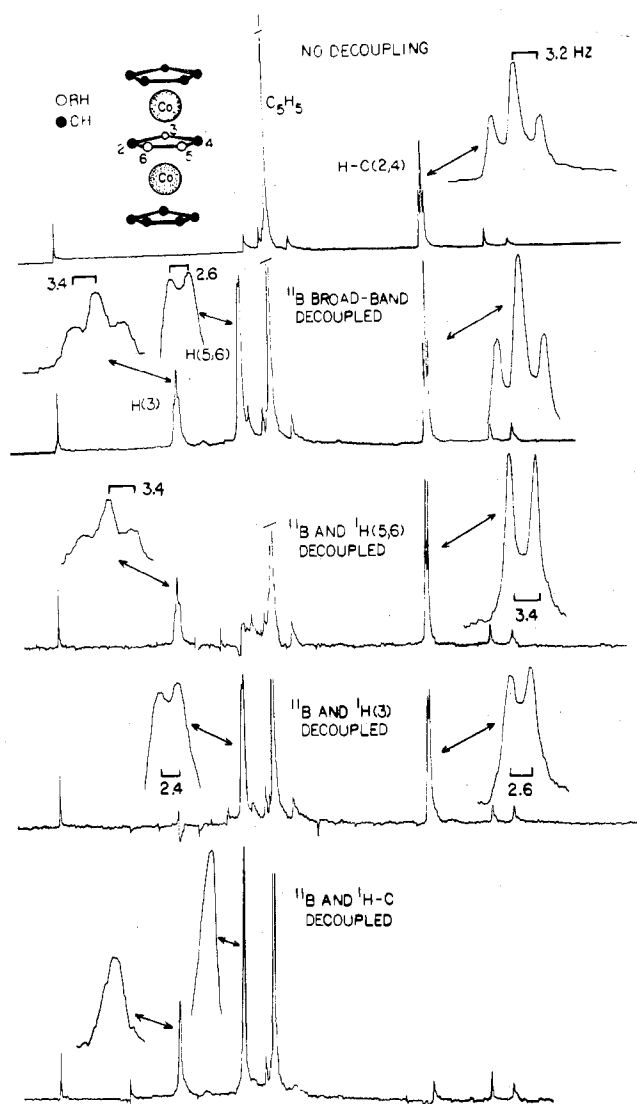 NO DECOUPLING
3.2 Hz
○BH
●CH
Co
3
2
4
6
5
Co
C₅H₅
H-C(2,4)
¹¹B BROAD-BAND
DECOUPLED
3.4
2.6
H(5,6)
H(3)
¹¹B AND ¹H(5,6)
DECOUPLED
3.4
3.4
¹¹B AND ¹H(3)
DECOUPLED
2.4
2.6
¹¹B AND ¹H-C
DECOUPLED